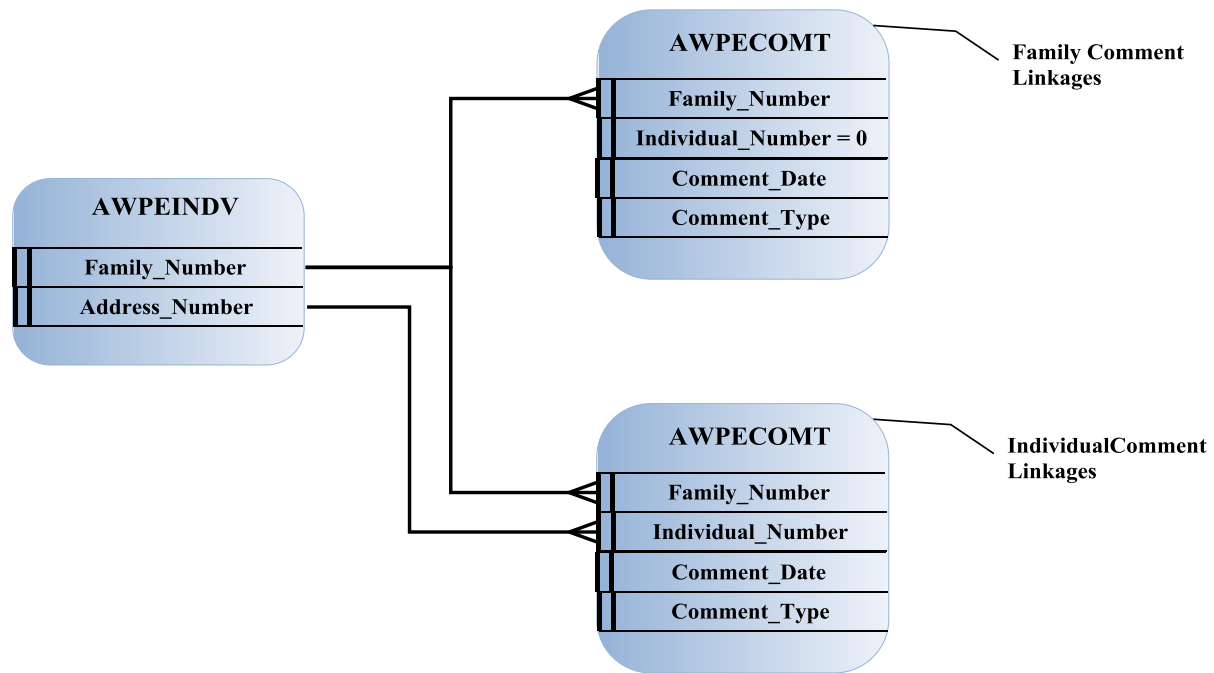 AWPECOMT
Family_Number
Individual_Number = 0
Comment_Date
Comment_Type
Family Comment
Linkages
AWPEINDV
Family_Number
Address_Number
AWPECOMT
Family_Number
Individual_Number
Comment_Date
Comment_Type
IndividualComment
Linkages